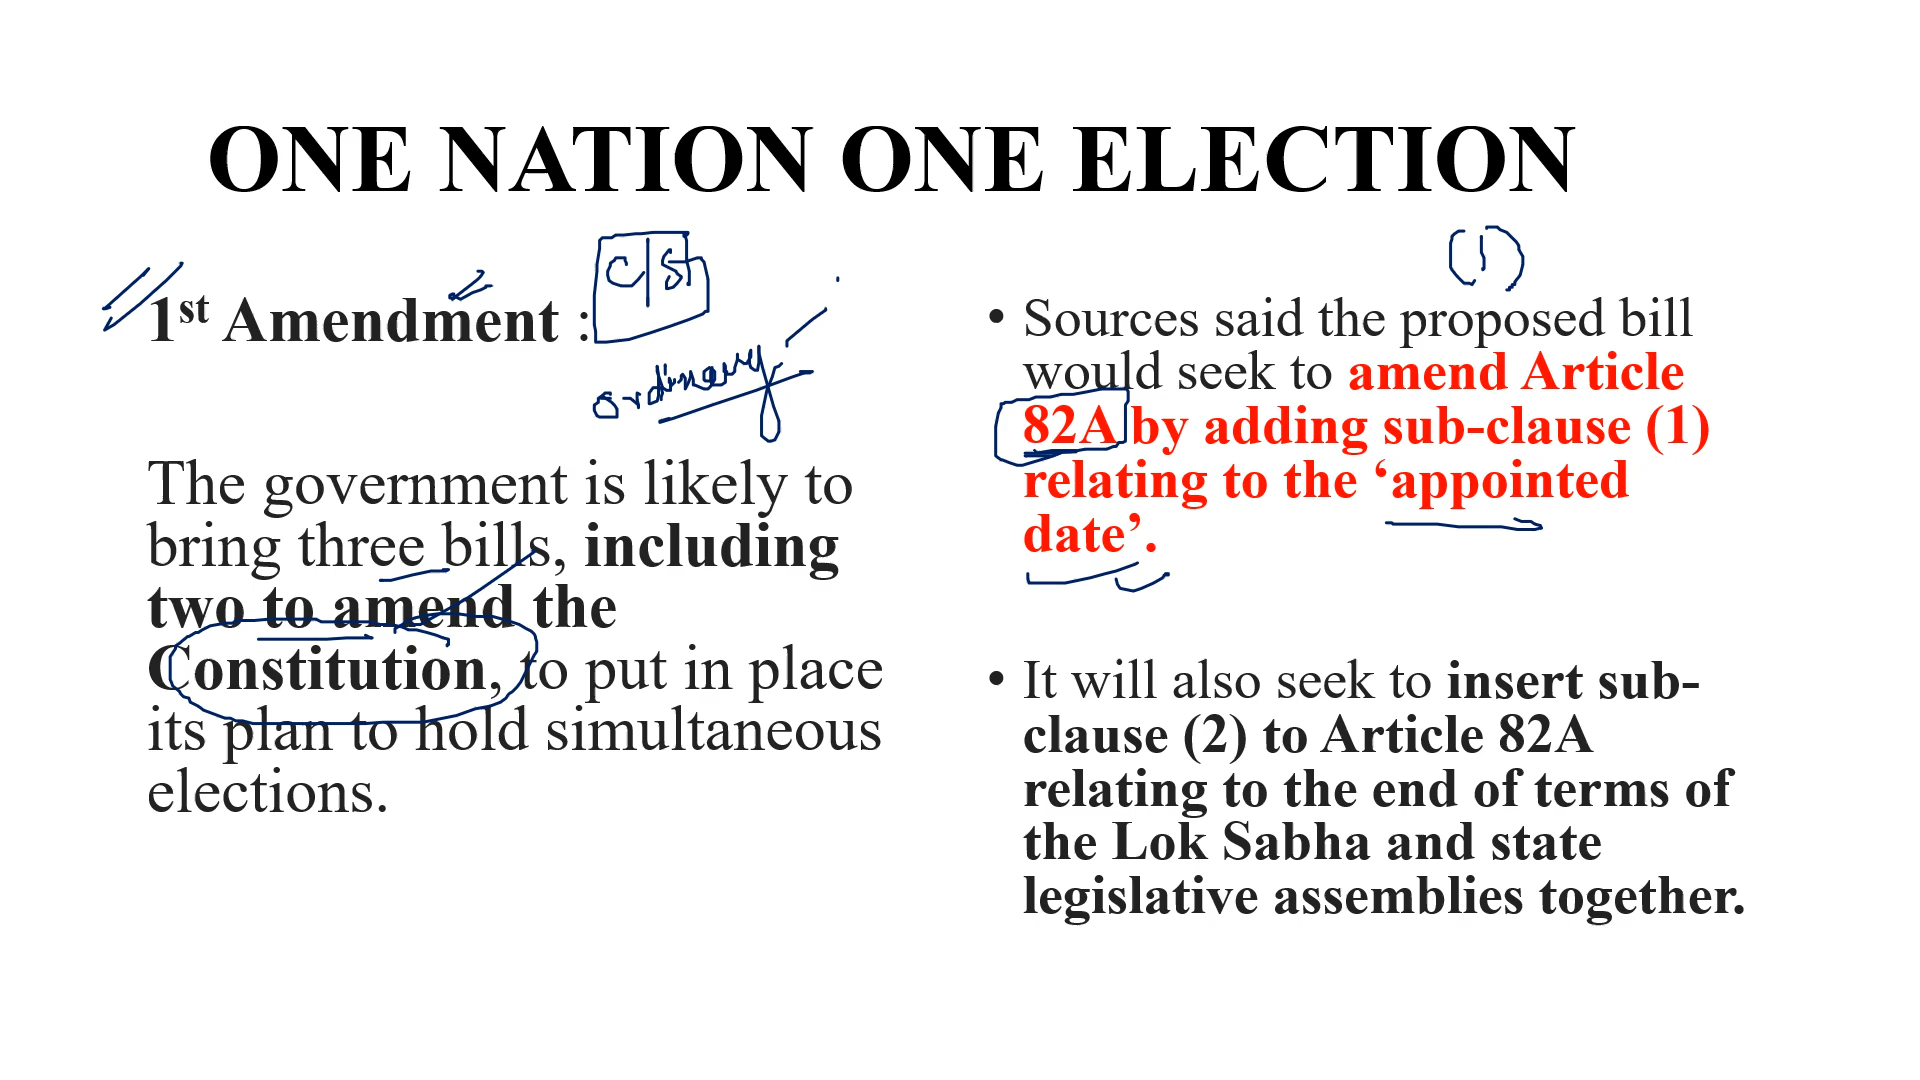 ONE NATION ONE ELECTION
1st Amendment :
C|S
ordinary
The government is likely to
bring three bills, including
two to amend the
Constitution, to put in place
its plan to hold simultaneous
elections.
(1)
• Sources said the proposed bill
would seek to amend Article
82A by adding sub-clause (1)
relating to the ‘appointed
date’.
• It will also seek to insert sub-
clause (2) to Article 82A
relating to the end of terms of
the Lok Sabha and state
legislative assemblies together.